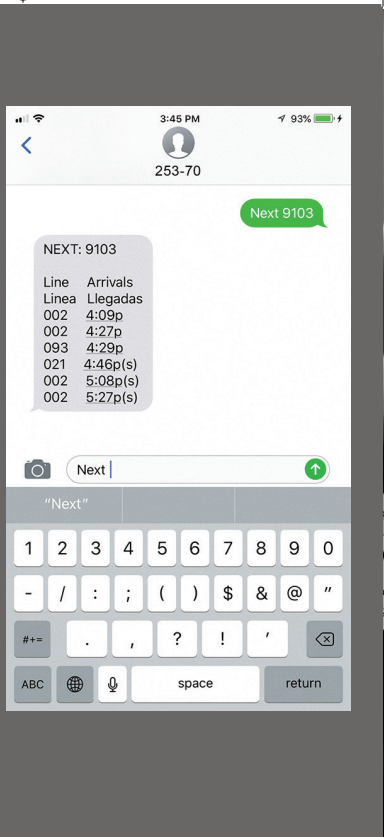 3:45 PM
93%
253-70
Next 9103
NEXT: 9103
Line Arrivals
Linea Llegadas
002 4:09p
002 4:27p
093 4:29p
021 4:46p(s)
002 5:08p(s)
002 5:27p(s)
Next
“Next”
1 2 3 4 5 6 7 8 9 0
- / : ; ( ) $ & @ "
#+= . , ? ! '
ABC space return